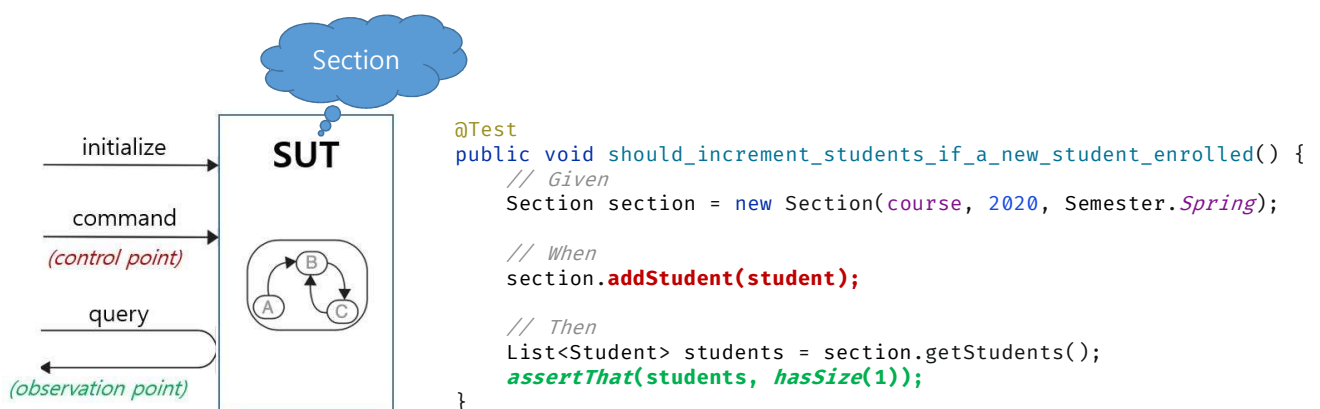 Section
SUT
initialize
command
(control point)
query
(observation point)
A
B
C
@Test
public void should_increment_students_if_a_new_student_enrolled() {
    // Given
    Section section = new Section(course, 2020, Semester.Spring);
    // When
    section.addStudent(student);
    // Then
    List<Student> students = section.getStudents();
    assertThat(students, hasSize(1));
}